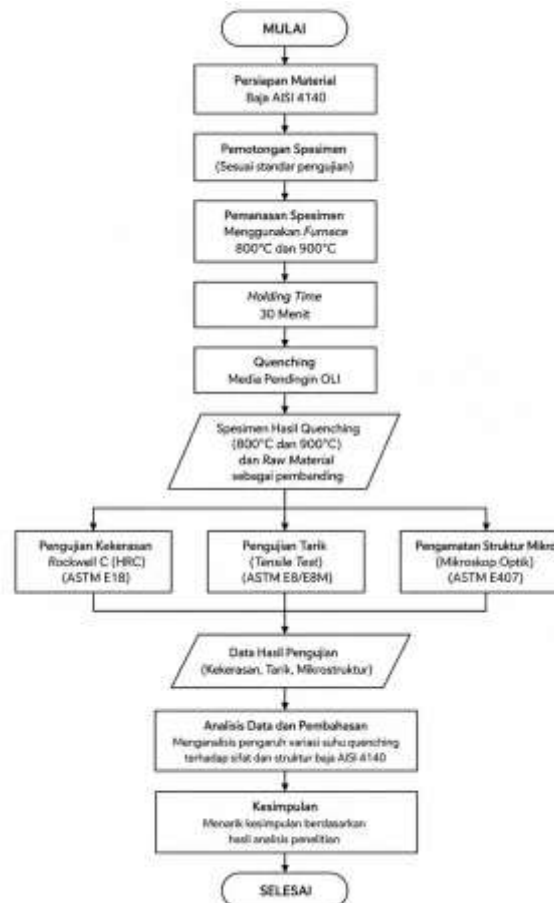 MULAI
Persiapan Material
Baja AISI 4140
Pemotongan Spesimen
(Sesuai standar pengujian)
Pemanasan Spesimen
Menggunakan Furnace
800°C dan 900°C
Holding Time
30 Menit
Quenching
Media Pendingin OLI
Spesimen Hasil Quenching
(800°C dan 900°C)
dan Raw Material
sebagai pembanding
Pengujian Kekerasan
Rockwell C (HRC)
(ASTM E18)
Pengujian Tarik
(Tensile Test)
(ASTM E8/E8M)
Pengamatan Struktur Mikro
(Mikroskop Optik)
(ASTM E407)
Data Hasil Pengujian
(Kekerasan, Tarik, Mikrostruktur)
Analisis Data dan Pembahasan
Menganalisis pengaruh variasi suhu quenching
terhadap sifat dan struktur baja AISI 4140
Kesimpulan
Menarik kesimpulan berdasarkan
hasil analisis penelitian
SELESAI